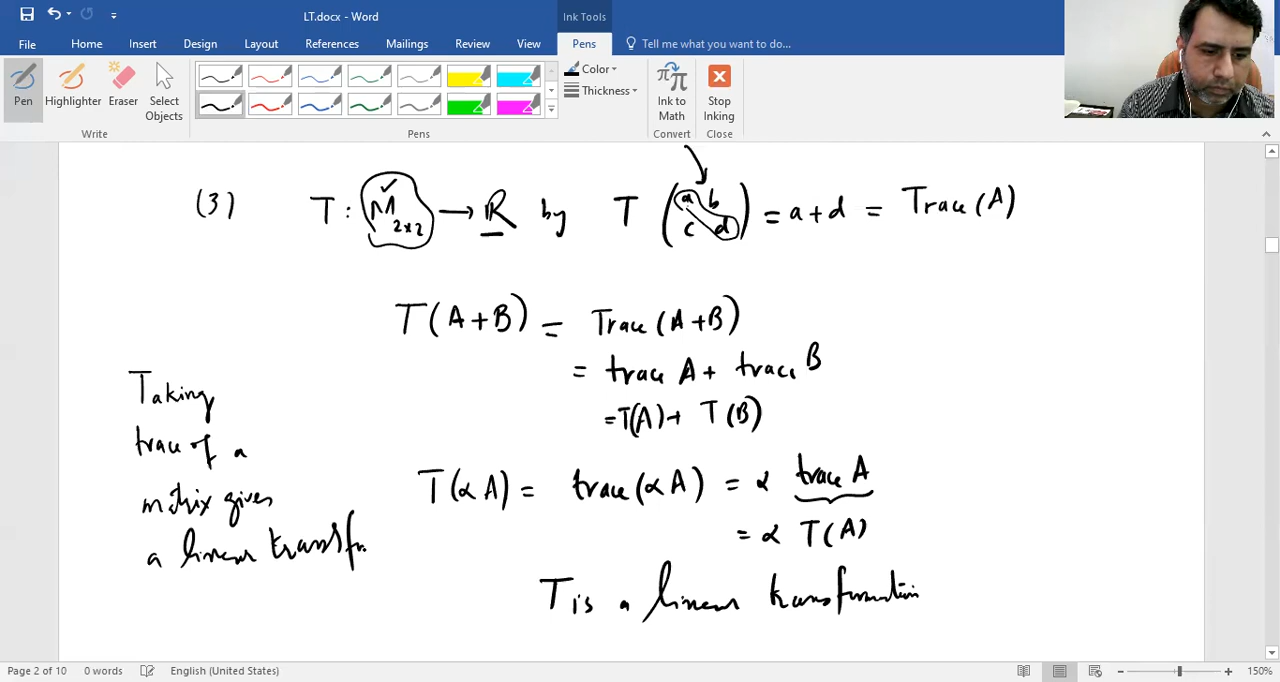 LT.docx - Word
Ink Tools
File Home Insert Design Layout References Mailings Review View Pens Tell me what you want to do...
Pen Highlighter Eraser Select Objects
Color
Thickness
Ink to Math
Stop Inking
Write Pens Convert Close
(3) T : M 2x2 → R by T ( a b c d ) = a + d = Trace (A)
T(A+B) = Trace (A+B)
= trace A + trace B
= T(A) + T(B)
Taking
trace of a
matrix gives
a linear transfr
T(αA) = trace (αA) = α trace A
= α T(A)
T is a linear transformation
Page 2 of 10 0 words English (United States) 150%